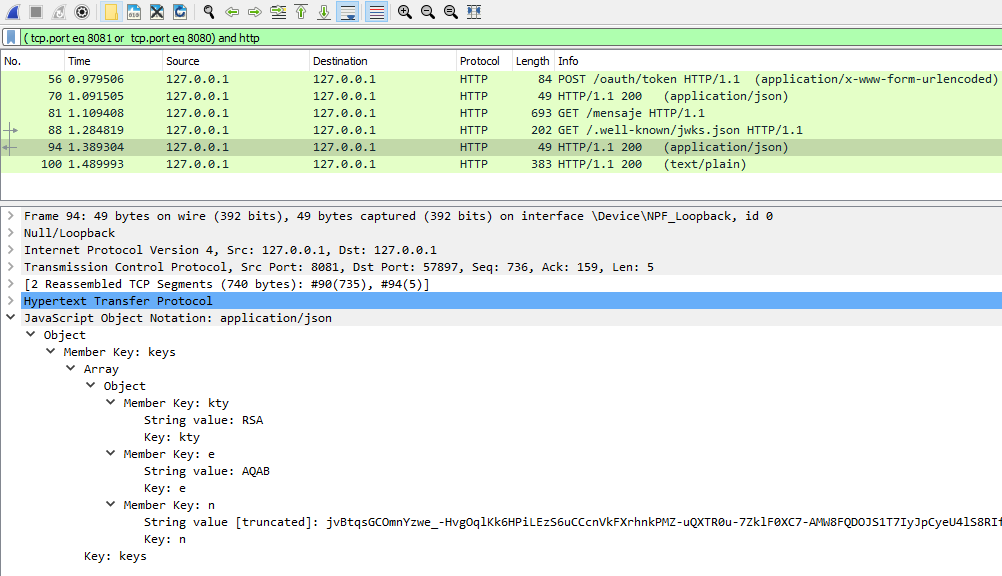 ( tcp.port eq 8081 or  tcp.port eq 8080) and http
No. Time Source Destination Protocol Length Info
56 0.979506 127.0.0.1 127.0.0.1 HTTP 84 POST /oauth/token HTTP/1.1  (application/x-www-form-urlencoded)
70 1.091505 127.0.0.1 127.0.0.1 HTTP 49 HTTP/1.1 200  (application/json)
81 1.109408 127.0.0.1 127.0.0.1 HTTP 693 GET /mensaje HTTP/1.1
88 1.284819 127.0.0.1 127.0.0.1 HTTP 202 GET /.well-known/jwks.json HTTP/1.1
94 1.389304 127.0.0.1 127.0.0.1 HTTP 49 HTTP/1.1 200  (application/json)
100 1.489993 127.0.0.1 127.0.0.1 HTTP 383 HTTP/1.1 200  (text/plain)
Frame 94: 49 bytes on wire (392 bits), 49 bytes captured (392 bits) on interface \Device\NPF_Loopback, id 0
Null/Loopback
Internet Protocol Version 4, Src: 127.0.0.1, Dst: 127.0.0.1
Transmission Control Protocol, Src Port: 8081, Dst Port: 57897, Seq: 736, Ack: 159, Len: 5
[2 Reassembled TCP Segments (740 bytes): #90(735), #94(5)]
Hypertext Transfer Protocol
JavaScript Object Notation: application/json
Object
Member Key: keys
Array
Object
Member Key: kty
String value: RSA
Key: kty
Member Key: e
String value: AQAB
Key: e
Member Key: n
String value [truncated]: jvBtqsGCOmnYzwe_-HvgOqlKk6HPiLEzS6uCCcnVkFXrhnkPMZ-uQXTR0u-7ZklF0XC7-AMW8FQDOJS1T7IyJpCyeU4lS8RIf
Key: n
Key: keys